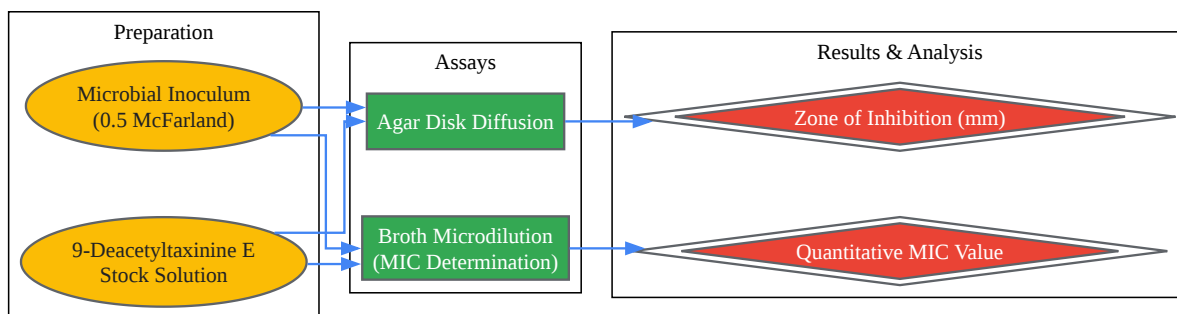 Preparation
Microbial Inoculum
(0.5 McFarland)
9-Deacetyltaxinine E
Stock Solution
Assays
Agar Disk Diffusion
Broth Microdilution
(MIC Determination)
Results & Analysis
Zone of Inhibition (mm)
Quantitative MIC Value